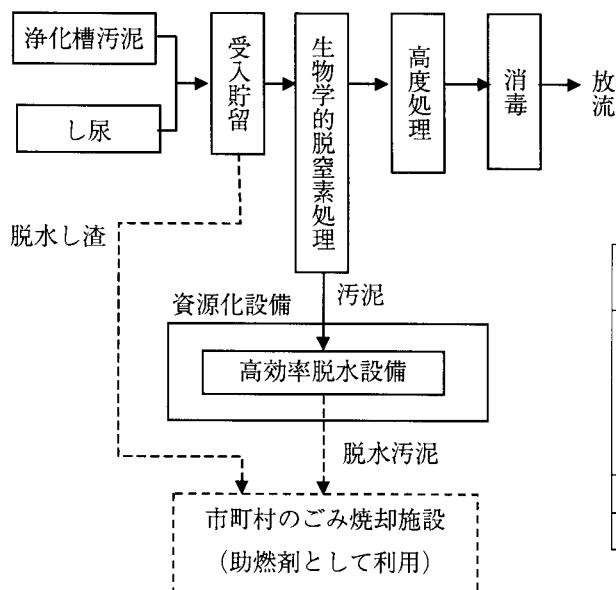 浄化槽汚泥
し尿
受入貯留
生物学的脱窒素処理
高度処理
消毒
放流
脱水し渣
汚泥
資源化設備
高効率脱水設備
脱水汚泥
市町村のごみ焼却施設
(助燃剤として利用)